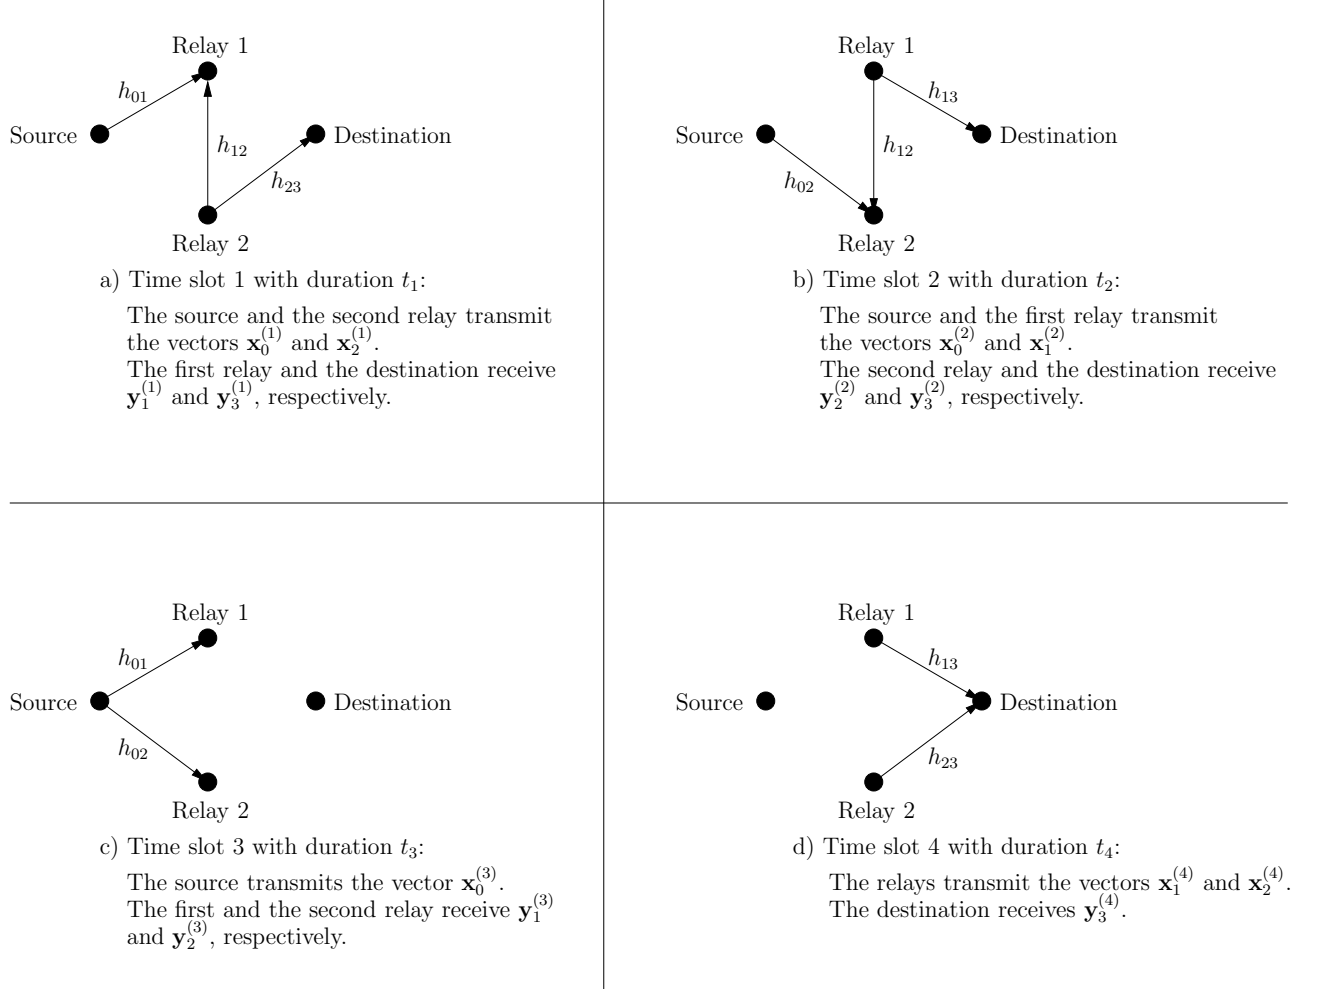 Relay 1
h01
Source
Destination
h12
h23
Relay 2
a) Time slot 1 with duration t1:
The source and the second relay transmit
the vectors x0(1) and x2(1).
The first relay and the destination receive
y1(1) and y3(1), respectively.
Relay 1
h13
Source
Destination
h12
h02
Relay 2
b) Time slot 2 with duration t2:
The source and the first relay transmit
the vectors x0(2) and x1(2).
The second relay and the destination receive
y2(2) and y3(2), respectively.
Relay 1
h01
Source
Destination
h02
Relay 2
c) Time slot 3 with duration t3:
The source transmits the vector x0(3).
The first and the second relay receive y1(3)
and y2(3), respectively.
Relay 1
h13
Source
Destination
h23
Relay 2
d) Time slot 4 with duration t4:
The relays transmit the vectors x1(4) and x2(4).
The destination receives y3(4).